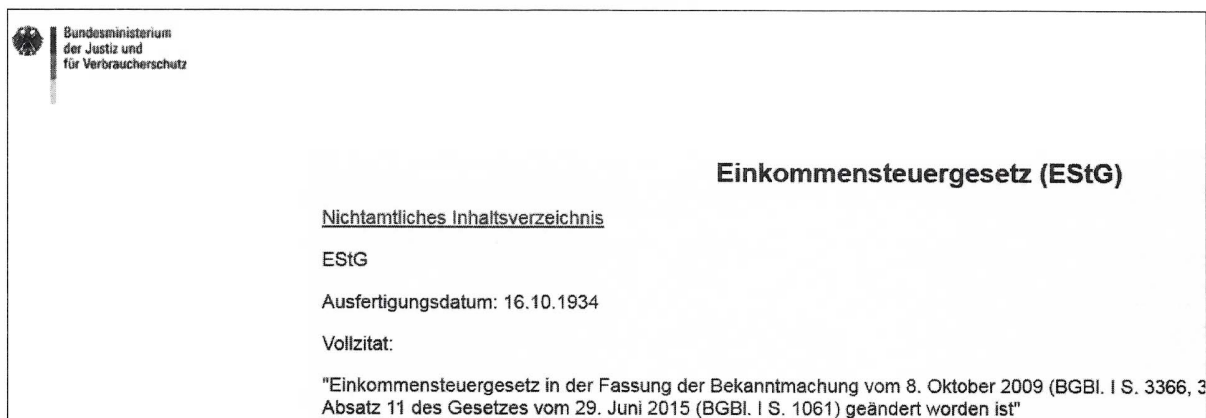 Bundesministerium
der Justiz und
für Verbraucherschutz
Einkommensteuergesetz (EStG)
Nichtamtliches Inhaltsverzeichnis
EStG
Ausfertigungsdatum: 16.10.1934
Vollzitat:
"Einkommensteuergesetz in der Fassung der Bekanntmachung vom 8. Oktober 2009 (BGBl. I S. 3366, 3
Absatz 11 des Gesetzes vom 29. Juni 2015 (BGBl. I S. 1061) geändert worden ist"